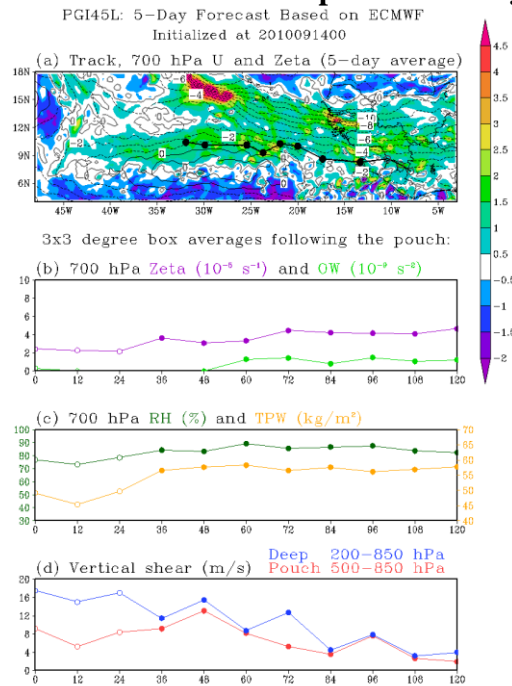 PGI45L: 5-Day Forecast Based on ECMWF
Initialized at 2010091400
(a) Track, 700 hPa U and Zeta (5-day average)
18N
15N
12N
9N
6N
45W 40W 35W 30W 25W 20W 15W 10W 5W
4.5
4
3.5
3
2.5
2
1.5
1
0.5
-0.5
-1
-1.5
-2
3x3 degree box averages following the pouch:
(b) 700 hPa Zeta (10⁻⁵ s⁻¹) and OW (10⁻⁹ s⁻²)
10
8
6
4
2
0
0 12 24 36 48 60 72 84 96 108 120
(c) 700 hPa RH (%) and TPW (kg/m²)
100 70
90 65
80 60
70 55
60 50
50 45
40
30 40
0 12 24 36 48 60 72 84 96 108 120
Deep 200-850 hPa
(d) Vertical shear (m/s) Pouch 500-850 hPa
20
16
12
8
4
0
0 12 24 36 48 60 72 84 96 108 120